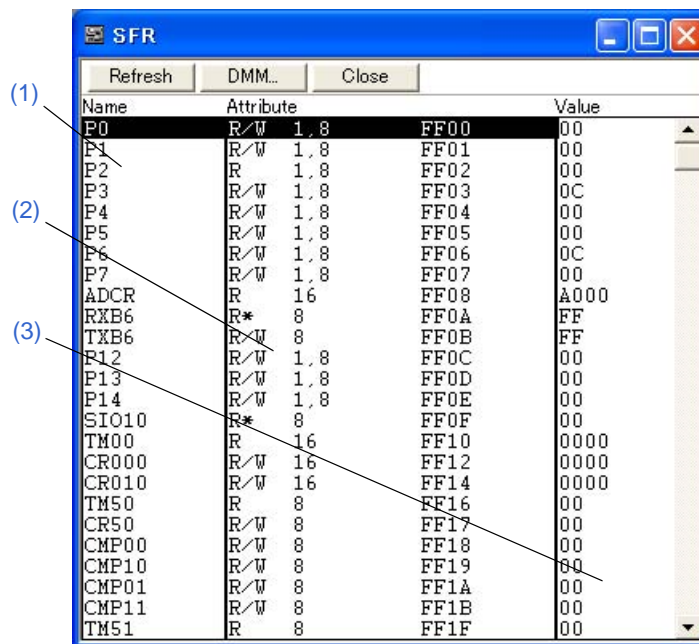 SFR
Refresh DMM... Close
(1)
Name Attribute Value
P0 R/W 1,8 FF00 00
P1 R/W 1,8 FF01 00
P2 R 1,8 FF02 00
P3 R/W 1,8 FF03 0C
(2)
P4 R/W 1,8 FF04 00
P5 R/W 1,8 FF05 00
P6 R/W 1,8 FF06 0C
P7 R/W 1,8 FF07 00
ADCR R 16 FF08 A000
RXB6 R* 8 FF0A FF
(3)
TXB6 R/W 8 FF0B FF
P12 R/W 1,8 FF0C 00
P13 R/W 1,8 FF0D 00
P14 R/W 1,8 FF0E 00
SIO10 R* 8 FF0F 00
TM00 R 16 FF10 0000
CR000 R/W 16 FF12 0000
CR010 R/W 16 FF14 0000
TM50 R 8 FF16 00
CR50 R/W 8 FF17 00
CMP00 R/W 8 FF18 00
CMP10 R/W 8 FF19 00
CMP01 R/W 8 FF1A 00
CMP11 R/W 8 FF1B 00
TM51 R 8 FF1F 00